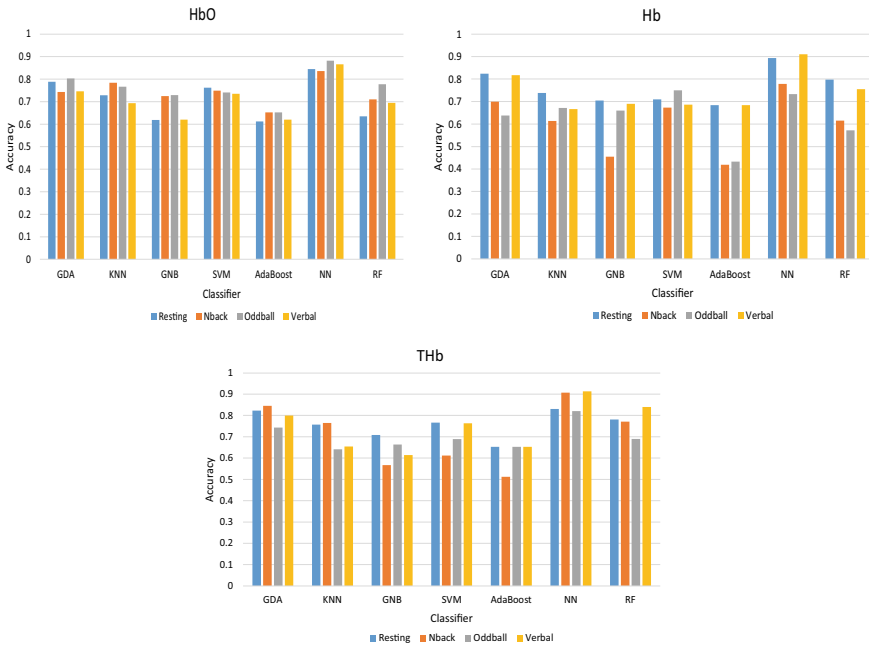 HbO
1
0.9
0.8
0.7
0.6
0.5
0.4
0.3
0.2
0.1
0
Accuracy
GDA KNN GNB SVM AdaBoost NN RF
Classifier
Resting Nback Oddball Verbal
Hb
1
0.9
0.8
0.7
0.6
0.5
0.4
0.3
0.2
0.1
0
Accuracy
GDA KNN GNB SVM AdaBoost NN RF
Classifier
Resting Nback Oddball Verbal
THb
1
0.9
0.8
0.7
0.6
0.5
0.4
0.3
0.2
0.1
0
Accuracy
GDA KNN GNB SVM AdaBoost NN RF
Classifier
Resting Nback Oddball Verbal